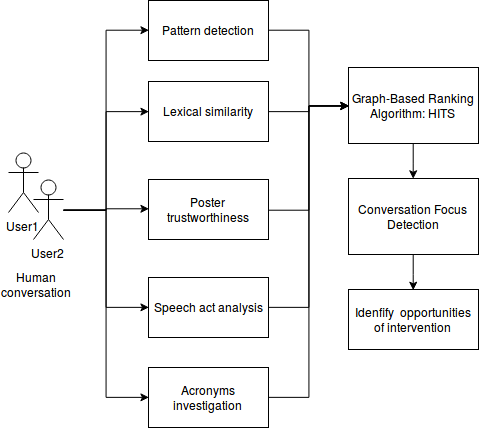 User1
User2
Human
conversation
Pattern detection
Lexical similarity
Poster
trustworthiness
Speech act analysis
Acronyms
investigation
Graph-Based Ranking
Algorithm: HITS
Conversation Focus
Detection
Idenfify opportunities
of intervention